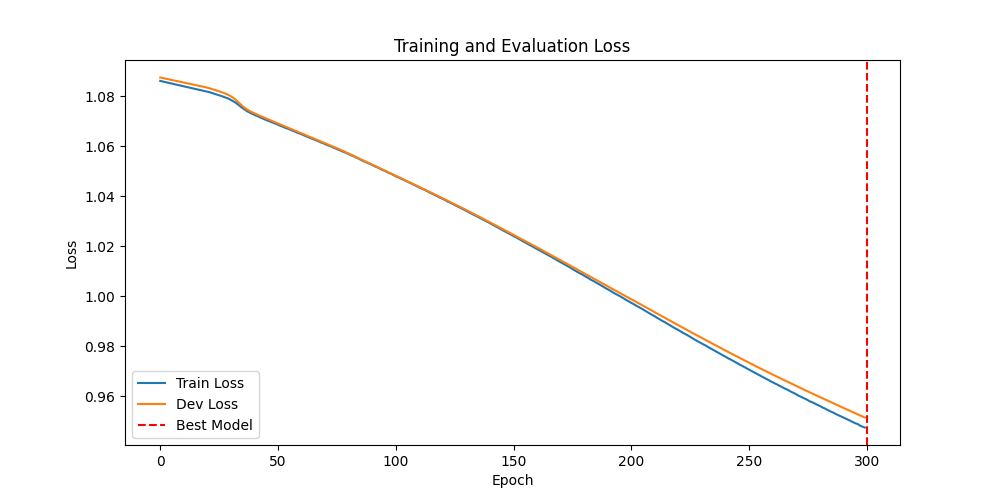 Training and Evaluation Loss
Loss
1.08
1.06
1.04
1.02
1.00
0.98
0.96
Train Loss
Dev Loss
Best Model
0 50 100 150 200 250 300
Epoch